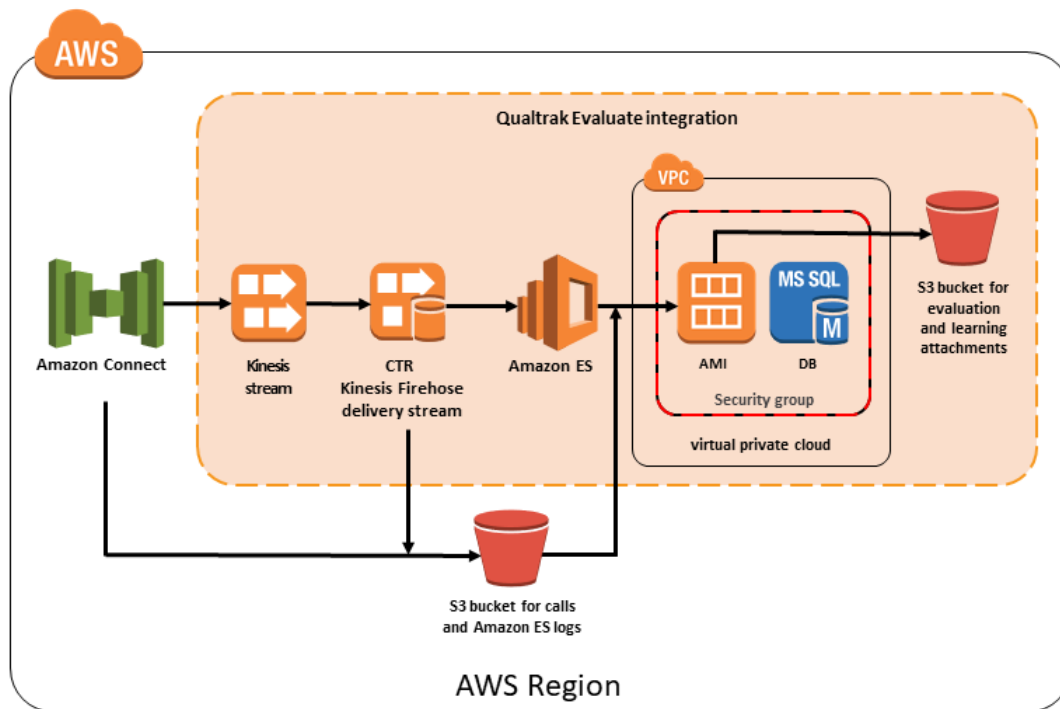 AWS
Qualtrak Evaluate integration
VPC
MS SQL
M
S3 bucket for
evaluation
and learning
attachments
Amazon Connect
Kinesis
stream
CTR
Kinesis Firehose
delivery stream
Amazon ES
AMI
DB
Security group
virtual private cloud
S3 bucket for calls
and Amazon ES logs
AWS Region